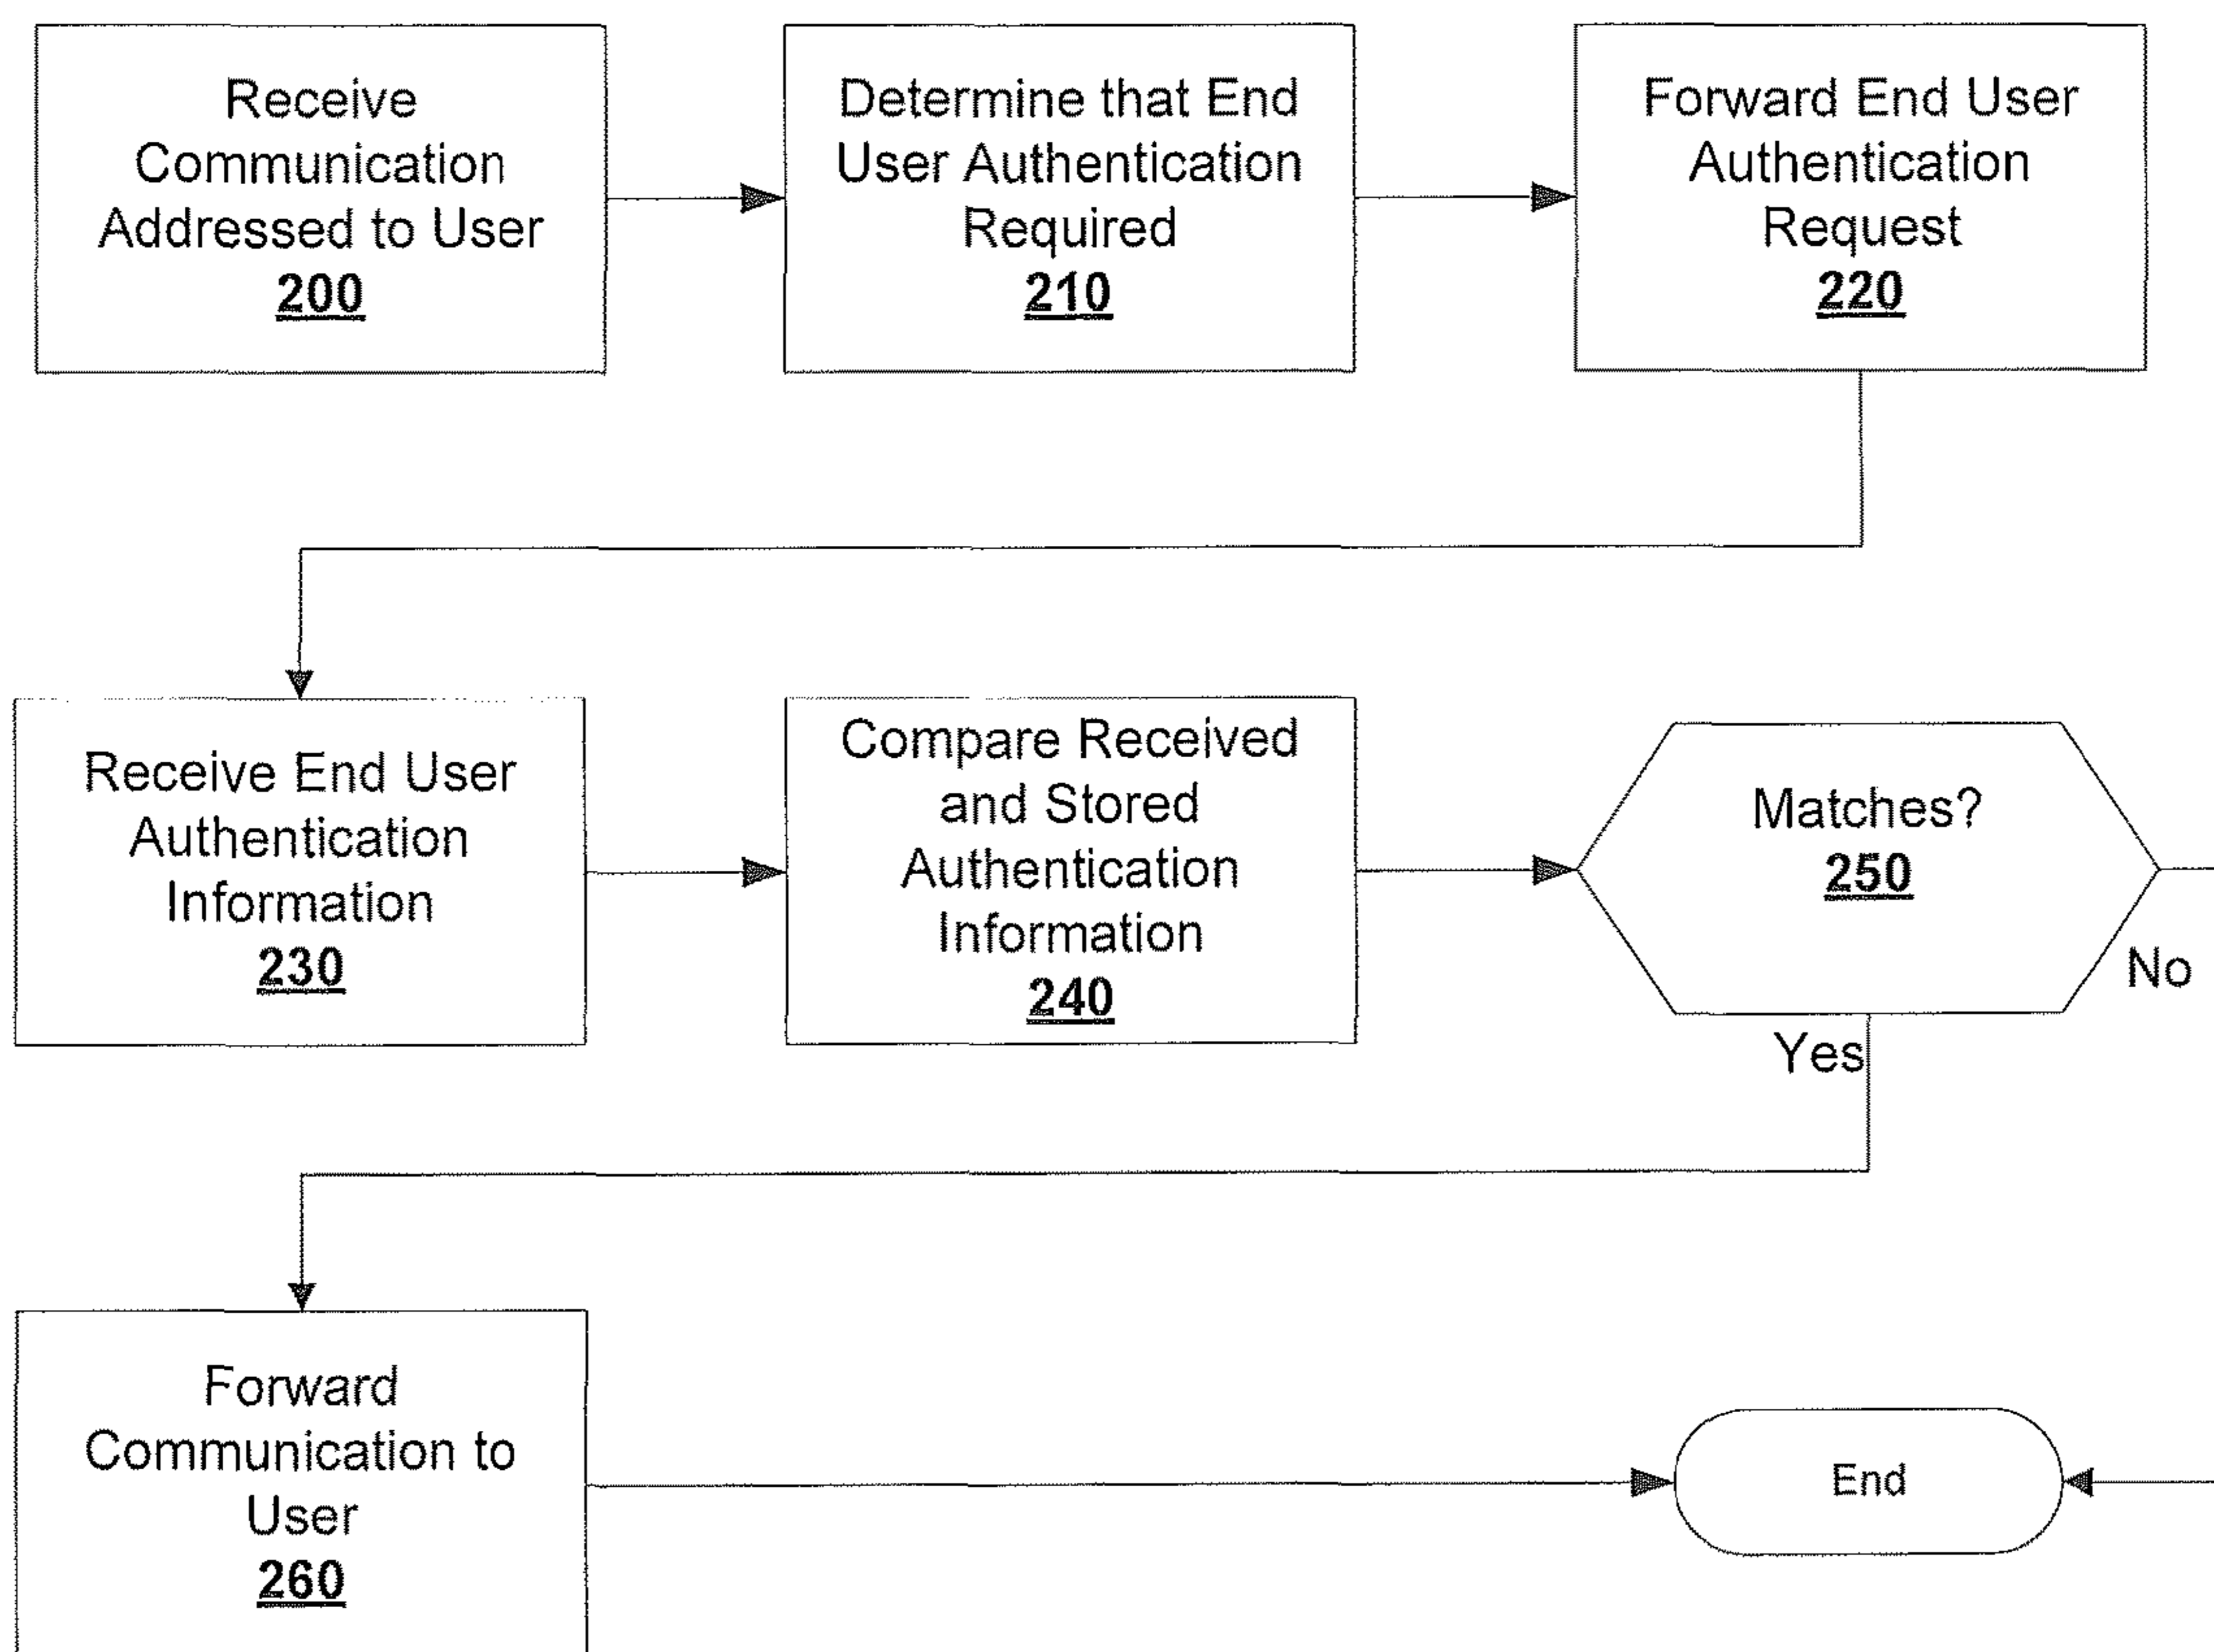 Receive
Communication
Addressed to User
200
Determine that End
User Authentication
Required
210
Forward End User
Authentication
Request
220
Receive End User
Authentication
Information
230
Compare Received
and Stored
Authentication
Information
240
Matches?
250
No
Yes
Forward
Communication to
User
260
End